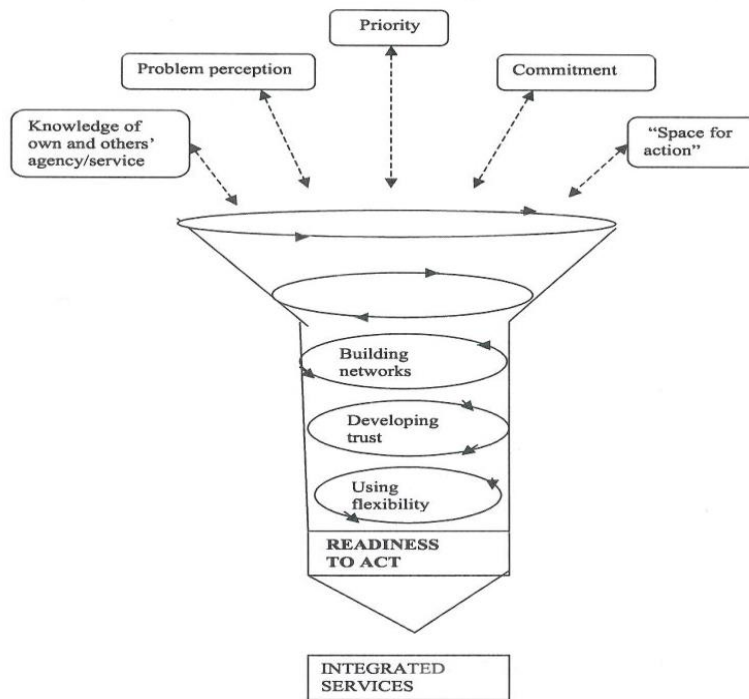 Priority
Problem perception
Commitment
Knowledge of
own and others’
agency/service
“Space for
action”
Building
networks
Developing
trust
Using
flexibility
READINESS
TO ACT
INTEGRATED
SERVICES